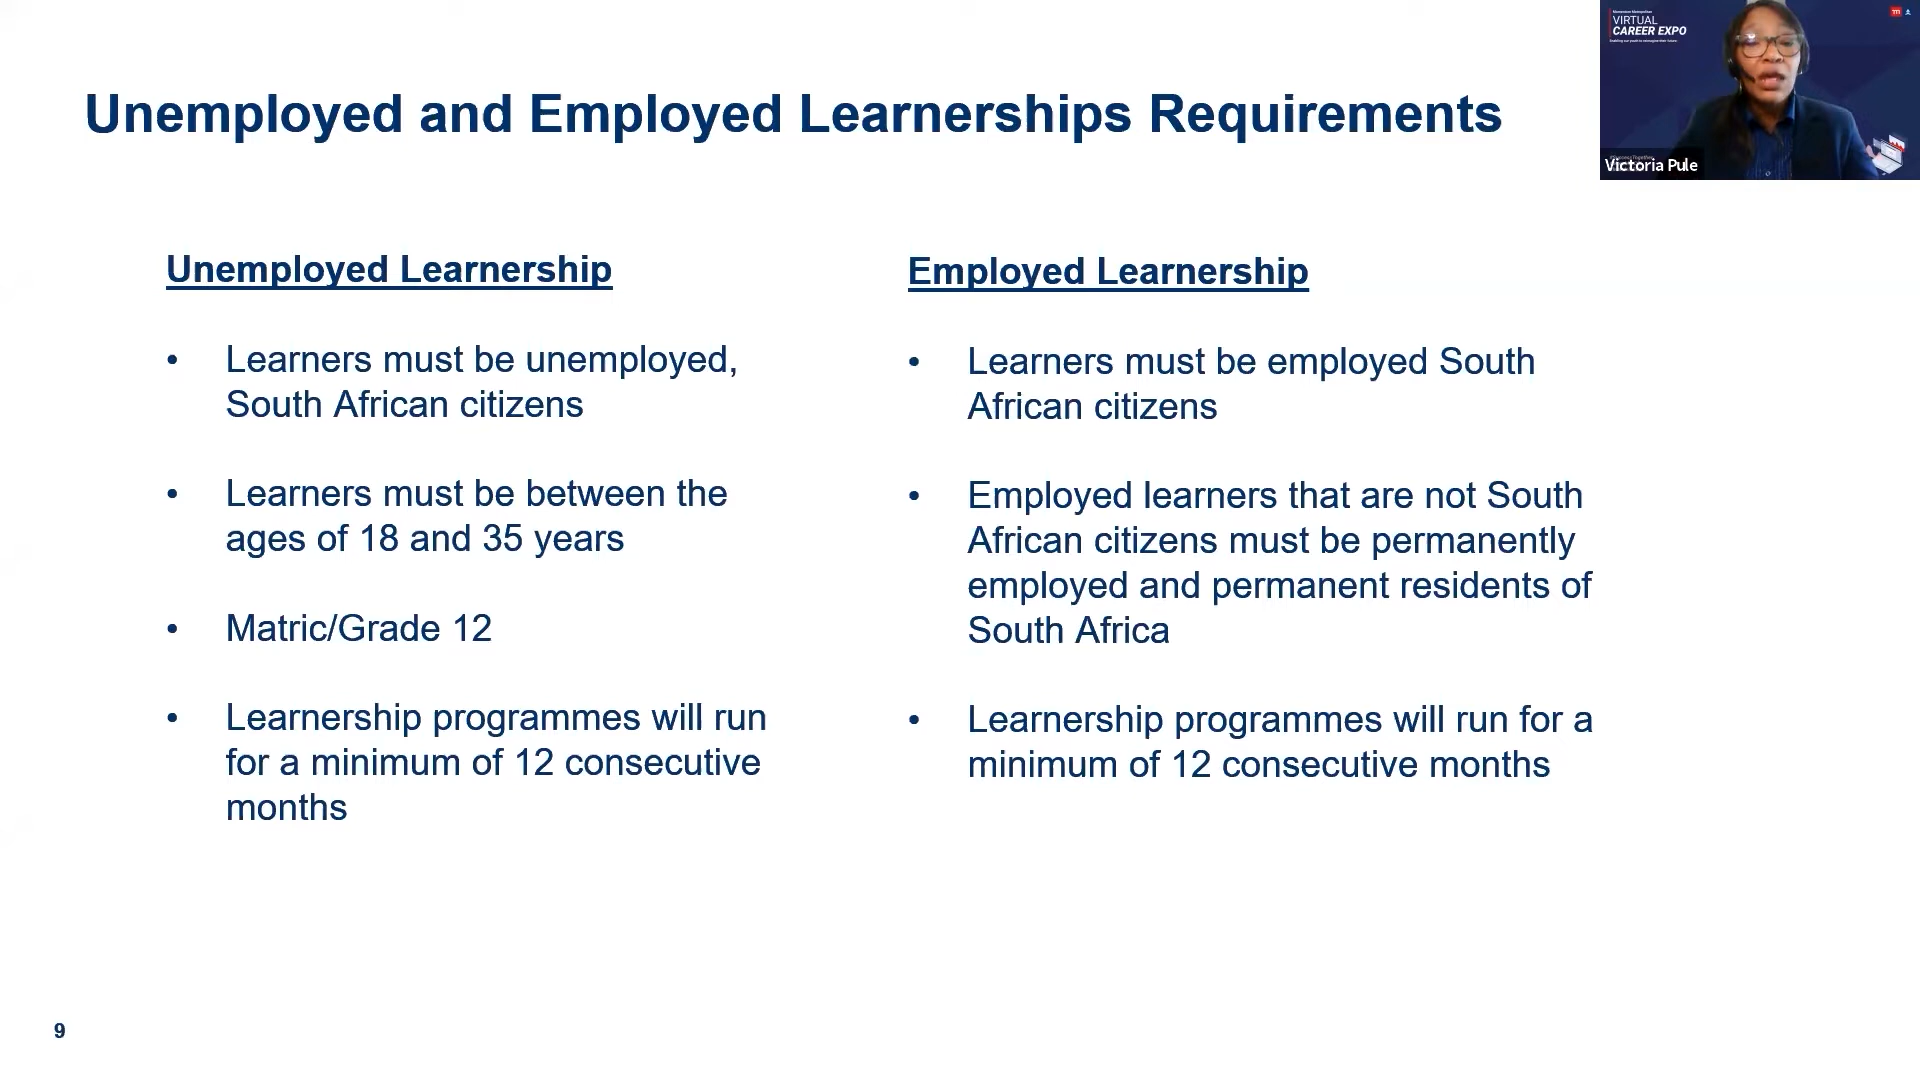 Momentum Metropolitan
VIRTUAL
CAREER EXPO
Victoria Pule
Unemployed and Employed Learnerships Requirements
Unemployed Learnership
• Learners must be unemployed,
South African citizens
• Learners must be between the
ages of 18 and 35 years
• Matric/Grade 12
• Learnership programmes will run
for a minimum of 12 consecutive
months
Employed Learnership
• Learners must be employed South
African citizens
• Employed learners that are not South
African citizens must be permanently
employed and permanent residents of
South Africa
• Learnership programmes will run for a
minimum of 12 consecutive months
9